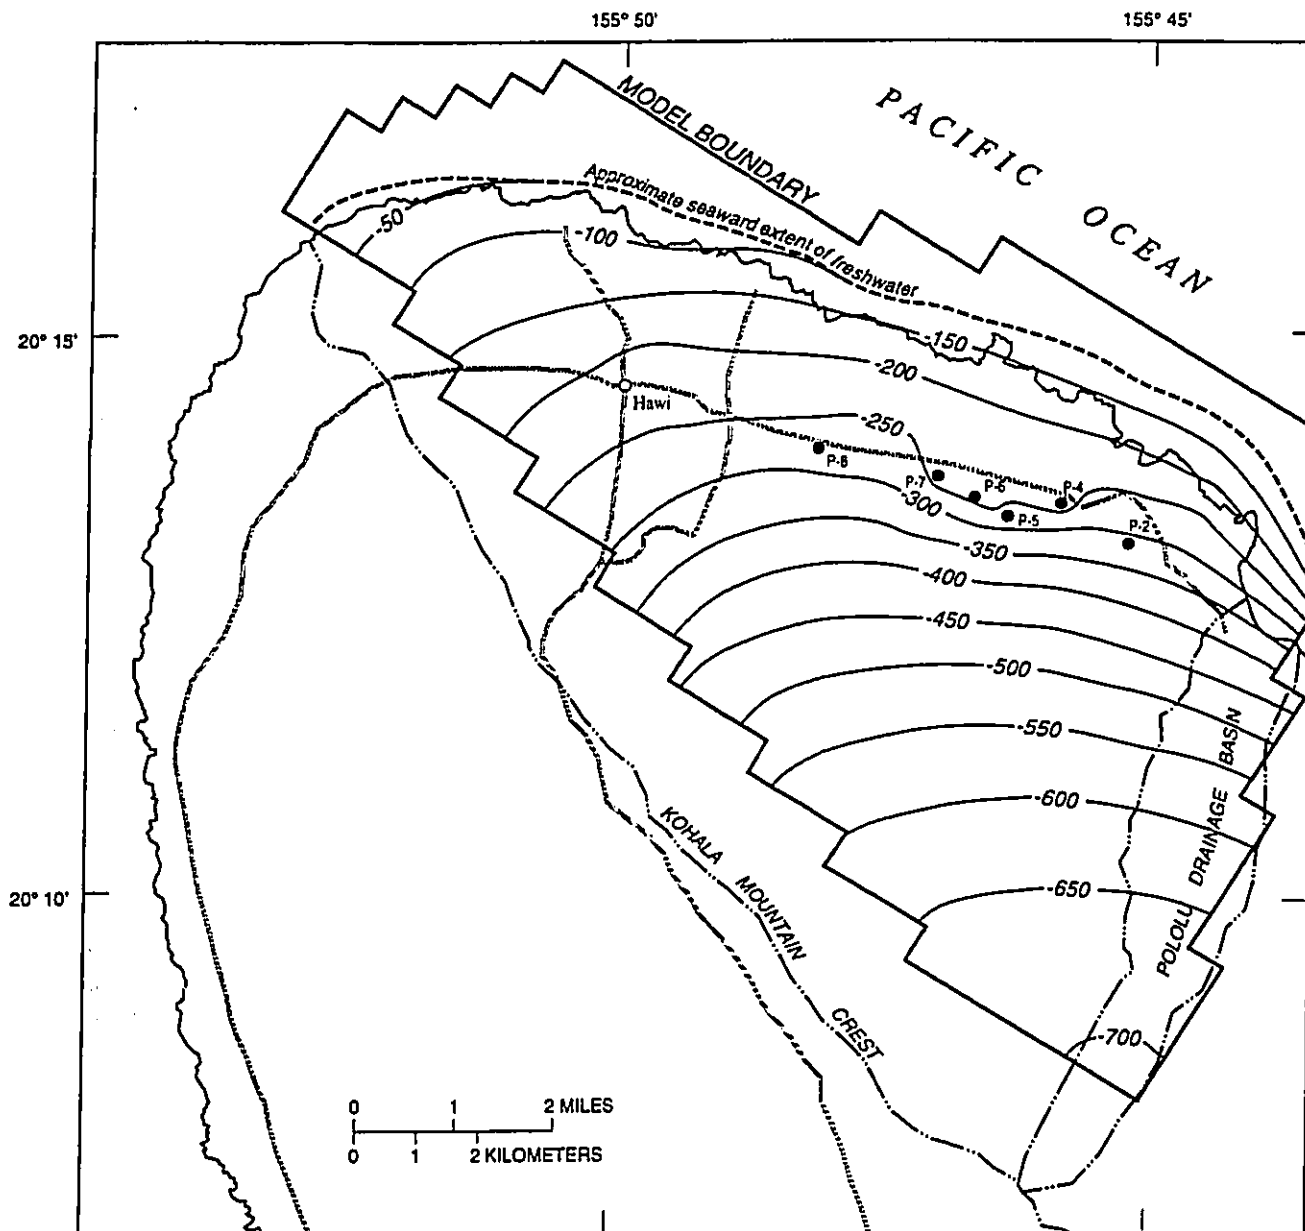 155° 50'
155° 45'
PACIFIC OCEAN
MODEL BOUNDARY
Approximate seaward extent of freshwater
-50
-100
20° 15'
-150
-200
Hawi
-250
P-8
P-7
P-6
P-4
-300
P-5
P-2
-350
-400
-450
-500
-550
-600
-650
-700
KOHALA MOUNTAIN CREST
POLOLU DRAINAGE BASIN
20° 10'
0 1 2 MILES
0 1 2 KILOMETERS